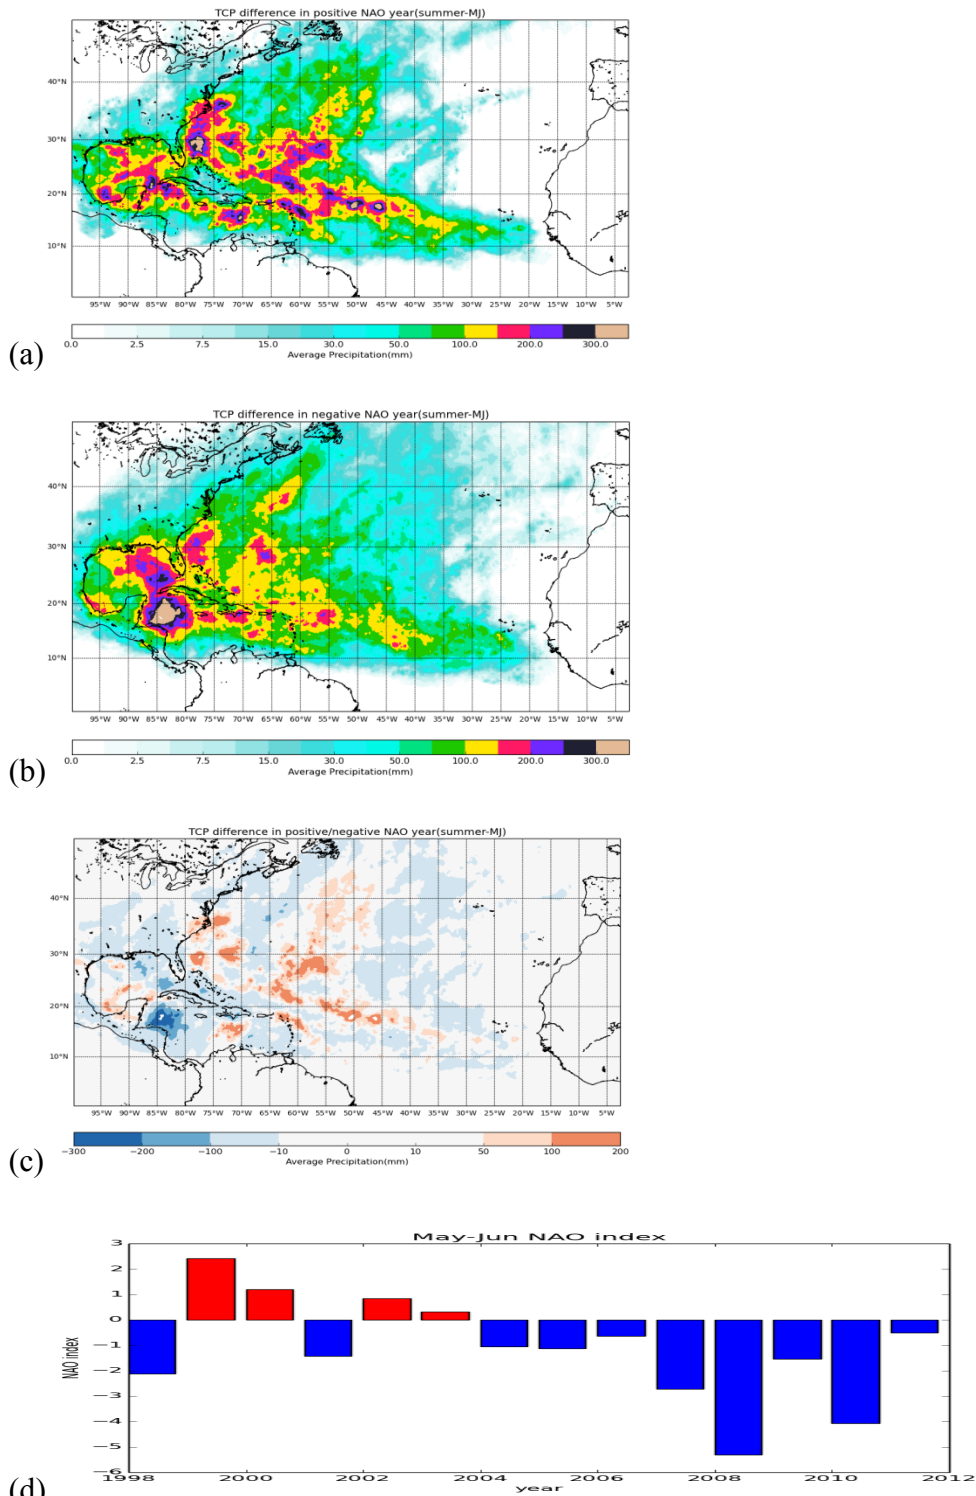 TCP difference in positive NAO year(summer-MJ)
40°N
30°N
20°N
10°N
95°W 90°W 85°W 80°W 75°W 70°W 65°W 60°W 55°W 50°W 45°W 40°W 35°W 30°W 25°W 20°W 15°W 10°W 5°W
0.0 2.5 7.5 15.0 30.0 50.0 100.0 200.0 300.0
Average Precipitation(mm)
(a)
TCP difference in negative NAO year(summer-MJ)
40°N
30°N
20°N
10°N
95°W 90°W 85°W 80°W 75°W 70°W 65°W 60°W 55°W 50°W 45°W 40°W 35°W 30°W 25°W 20°W 15°W 10°W 5°W
0.0 2.5 7.5 15.0 30.0 50.0 100.0 200.0 300.0
Average Precipitation(mm)
(b)
TCP difference in positive/negative NAO year(summer-MJ)
40°N
30°N
20°N
10°N
95°W 90°W 85°W 80°W 75°W 70°W 65°W 60°W 55°W 50°W 45°W 40°W 35°W 30°W 25°W 20°W 15°W 10°W 5°W
−300 −200 −100 −10 0 10 50 100 200
Average Precipitation(mm)
(c)
May-Jun NAO index
3
2
1
0
−1
−2
−3
−4
−5
−6
NAO index
1998 2000 2002 2004 2006 2008 2010 2012
year
(d)